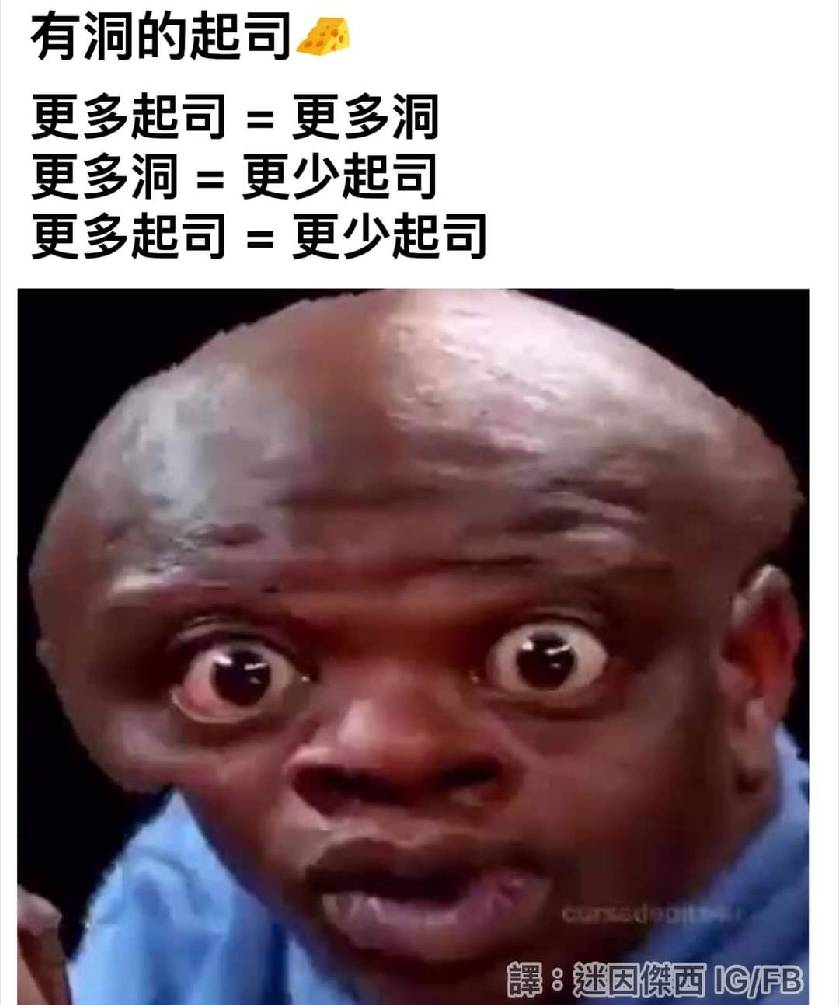 有洞的起司🧀
更多起司 = 更多洞
更多洞 = 更少起司
更多起司 = 更少起司
譯：迷因傑西 IG/FB